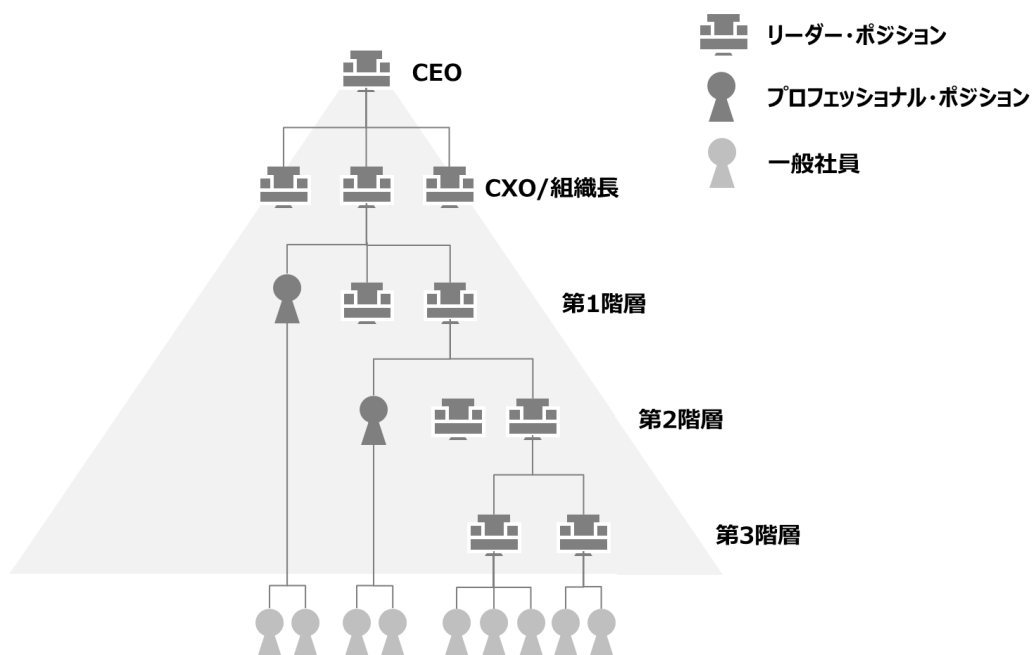 リーダー・ポジション
CEO
プロフェッショナル・ポジション
一般社員
CXO/組織長
第1階層
第2階層
第3階層